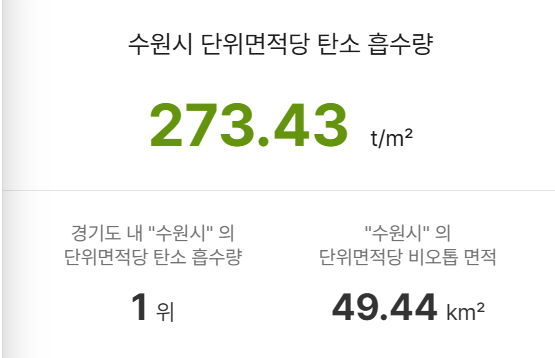 수원시 단위면적당 탄소 흡수량
273.43 t/m²
경기도 내 "수원시" 의
단위면적당 탄소 흡수량
1 위
"수원시" 의
단위면적당 비오톱 면적
49.44 km²